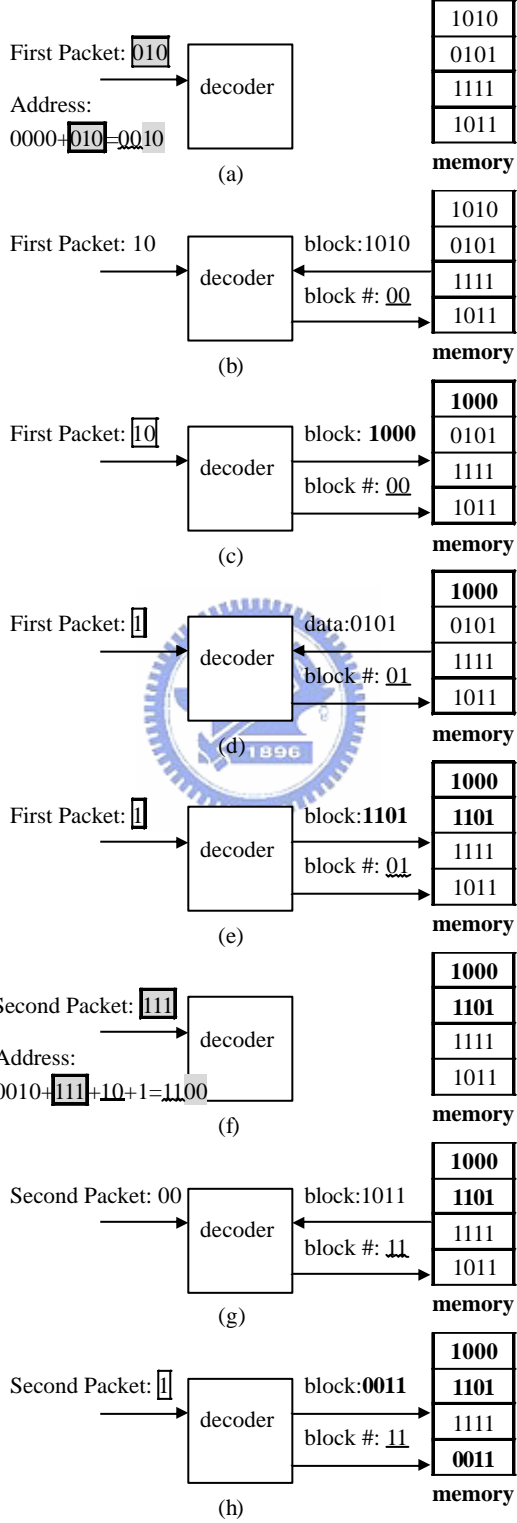 1010
First Packet: 010
0101
decoder
1111
Address:
1011
0000+010=0010
memory
(a)
1010
First Packet: 10
block:1010
0101
decoder
block #: 00
1111
1011
(b)
memory
1000
First Packet: 10
block: 1000
0101
decoder
block #: 00
1111
1011
(c)
memory
1000
First Packet: 1
data:0101
0101
decoder
block #: 01
1111
1011
(d)
1896
memory
1000
First Packet: 1
block:1101
1101
decoder
block #: 01
1111
1011
(e)
memory
1000
Second Packet: 111
1101
decoder
Address:
1111
1011
0010+111+10+1=1100
memory
(f)
1000
Second Packet: 00
block:1011
1101
decoder
block #: 11
1111
1011
(g)
memory
1000
Second Packet: 1
block:0011
1101
decoder
block #: 11
1111
0011
(h)
memory